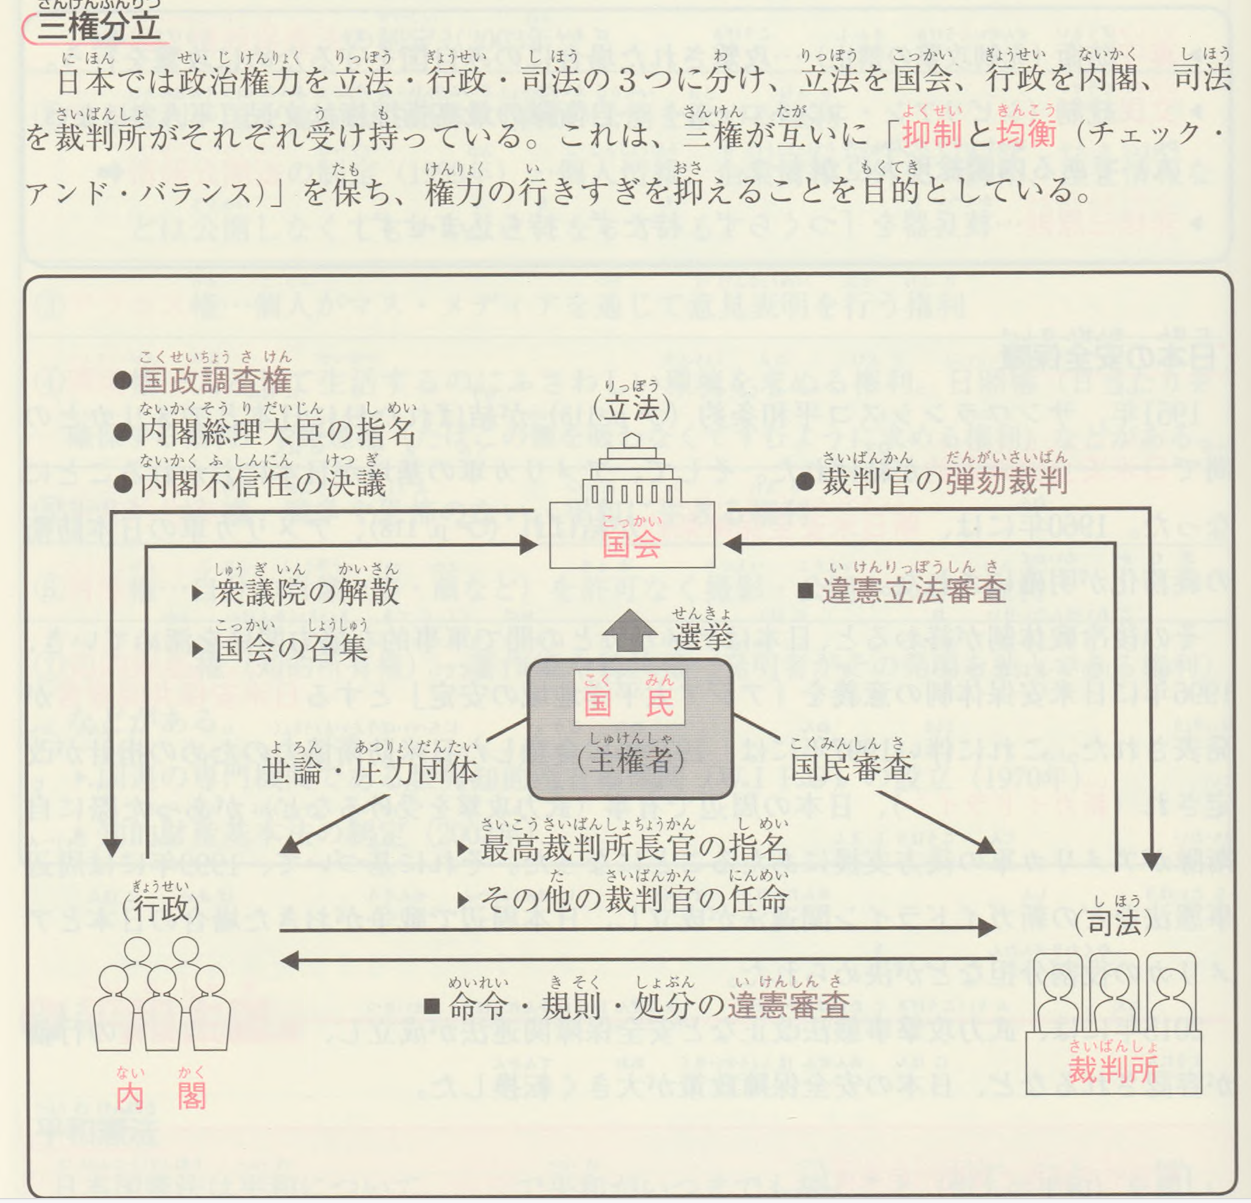 三権分立
日本では政治権力を立法・行政・司法の3つに分け、立法を国会、行政を内閣、司法
を裁判所がそれぞれ受け持っている。これは、三権が互いに「抑制と均衡（チェック・
アンド・バランス）」を保ち、権力の行きすぎを抑えることを目的としている。
●国政調査権
●内閣総理大臣の指名
●内閣不信任の決議
（立法）
国会
●裁判官の弾劾裁判
▶衆議院の解散
▶国会の召集
■違憲立法審査
選挙
国民
（主権者）
世論・圧力団体
国民審査
▶最高裁判所長官の指名
▶その他の裁判官の任命
（行政）
内閣
（司法）
裁判所
■命令・規則・処分の違憲審査